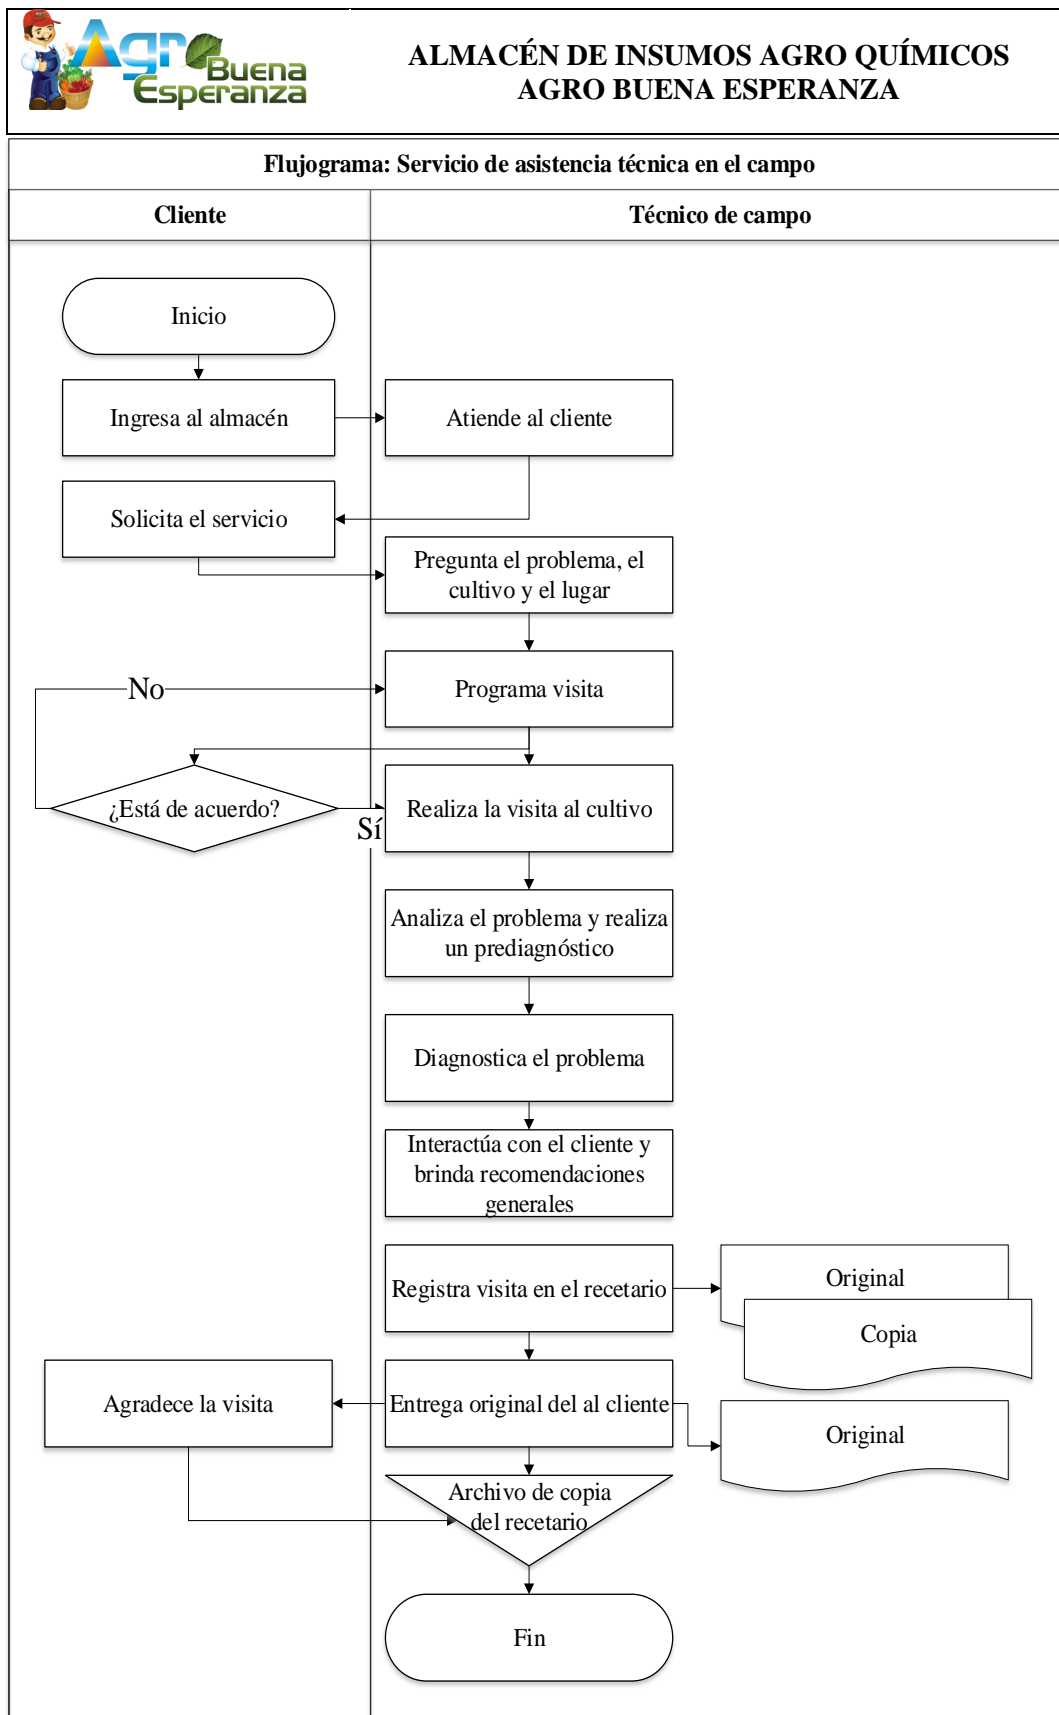 Agro
Buena
Esperanza
ALMACÉN DE INSUMOS AGRO QUÍMICOS
AGRO BUENA ESPERANZA
Flujograma: Servicio de asistencia técnica en el campo
Cliente
Técnico de campo
Inicio
Ingresa al almacén
Atiende al cliente
Solicita el servicio
Pregunta el problema, el
cultivo y el lugar
No
Programa visita
¿Está de acuerdo?
Sí
Realiza la visita al cultivo
Analiza el problema y realiza
un prediagnóstico
Diagnostica el problema
Interactúa con el cliente y
brinda recomendaciones
generales
Registra visita en el recetario
Original
Copia
Agradece la visita
Entrega original del al cliente
Original
Archivo de copia
del recetario
Fin